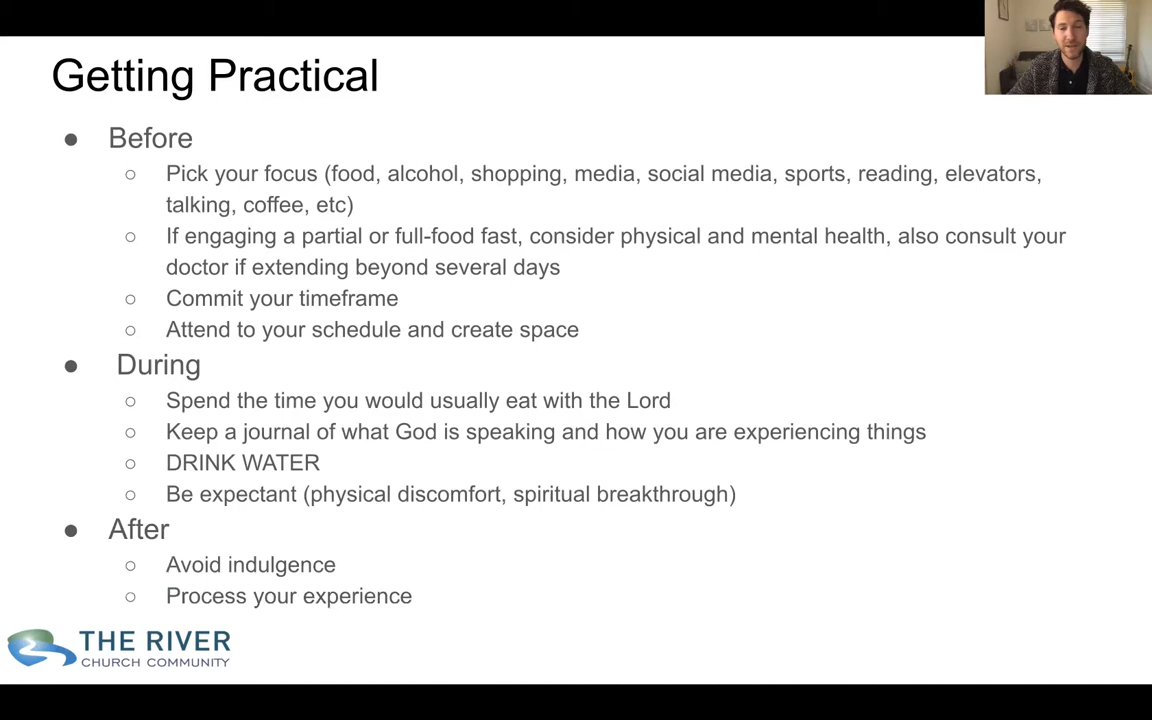 Getting Practical
● Before
○ Pick your focus (food, alcohol, shopping, media, social media, sports, reading, elevators,
talking, coffee, etc)
○ If engaging a partial or full-food fast, consider physical and mental health, also consult your
doctor if extending beyond several days
○ Commit your timeframe
○ Attend to your schedule and create space
● During
○ Spend the time you would usually eat with the Lord
○ Keep a journal of what God is speaking and how you are experiencing things
○ DRINK WATER
○ Be expectant (physical discomfort, spiritual breakthrough)
● After
○ Avoid indulgence
○ Process your experience
THE RIVER
CHURCH COMMUNITY